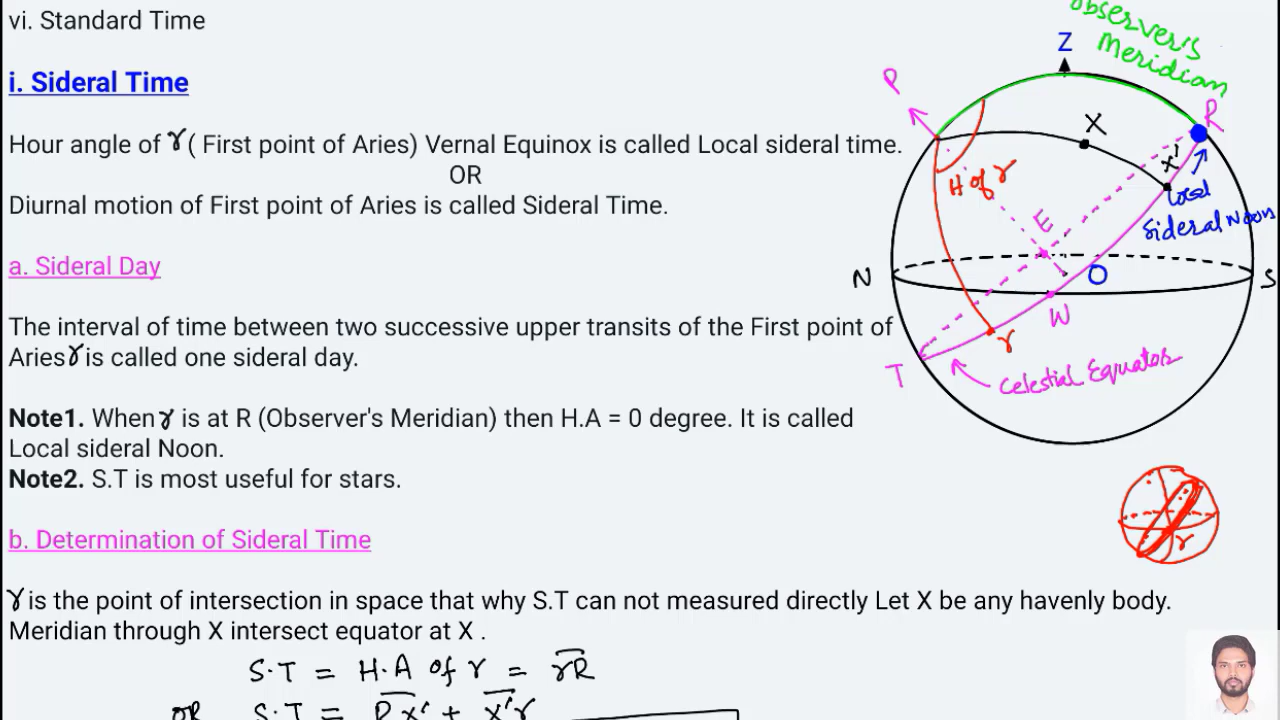 vi. Standard Time
i. Sideral Time
Hour angle of ♈( First point of Aries) Vernal Equinox is called Local sideral time.
OR
Diurnal motion of First point of Aries is called Sideral Time.
a. Sideral Day
The interval of time between two successive upper transits of the First point of
Aries ♈ is called one sideral day.
Note1. When ♈ is at R (Observer's Meridian) then H.A = 0 degree. It is called
Local sideral Noon.
Note2. S.T is most useful for stars.
b. Determination of Sideral Time
♈ is the point of intersection in space that why S.T can not measured directly Let X be any havenly body.
Meridian through X intersect equator at X .
S.T = H.A of ♈ = ♈R
OR S.T = RX' + X'♈
Observer's
Meridian
Z
P
R
X
X'
H of ♈
Local
Sideral Noon
E
N
O
S
W
♈
T
Celestial Equator
♈